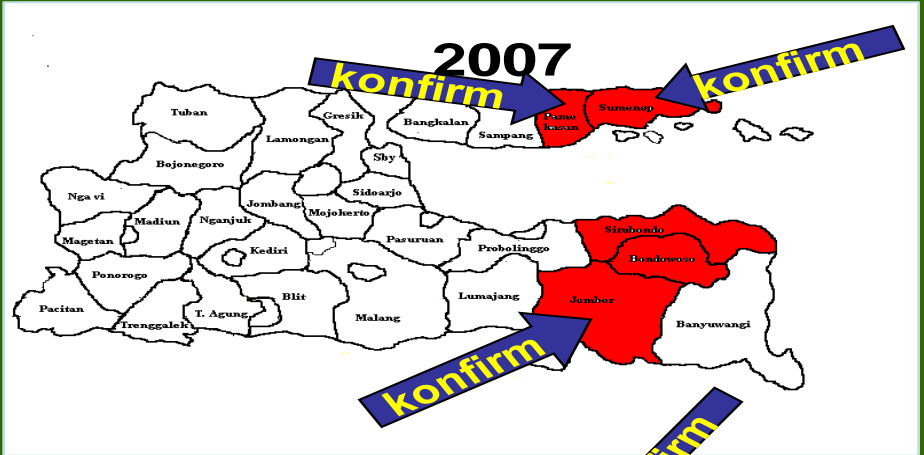 2007
konfirm
konfirm
Tuban
Gresik
Bangkalan
Sampang
Pame
kasan
Sumenep
Lamongan
Bojonegoro
Sby
Nga vi
Sidoarjo
Jombang
Mojokerto
Madiun
Nganjuk
Magetan
Kediri
Pasuruan
Probolinggo
Situbondo
Bondowoso
Ponorogo
Pacitan
Trenggalek
T. Agung
Blit
Malang
Lumajang
Jember
Banyuwangi
konfirm
firm